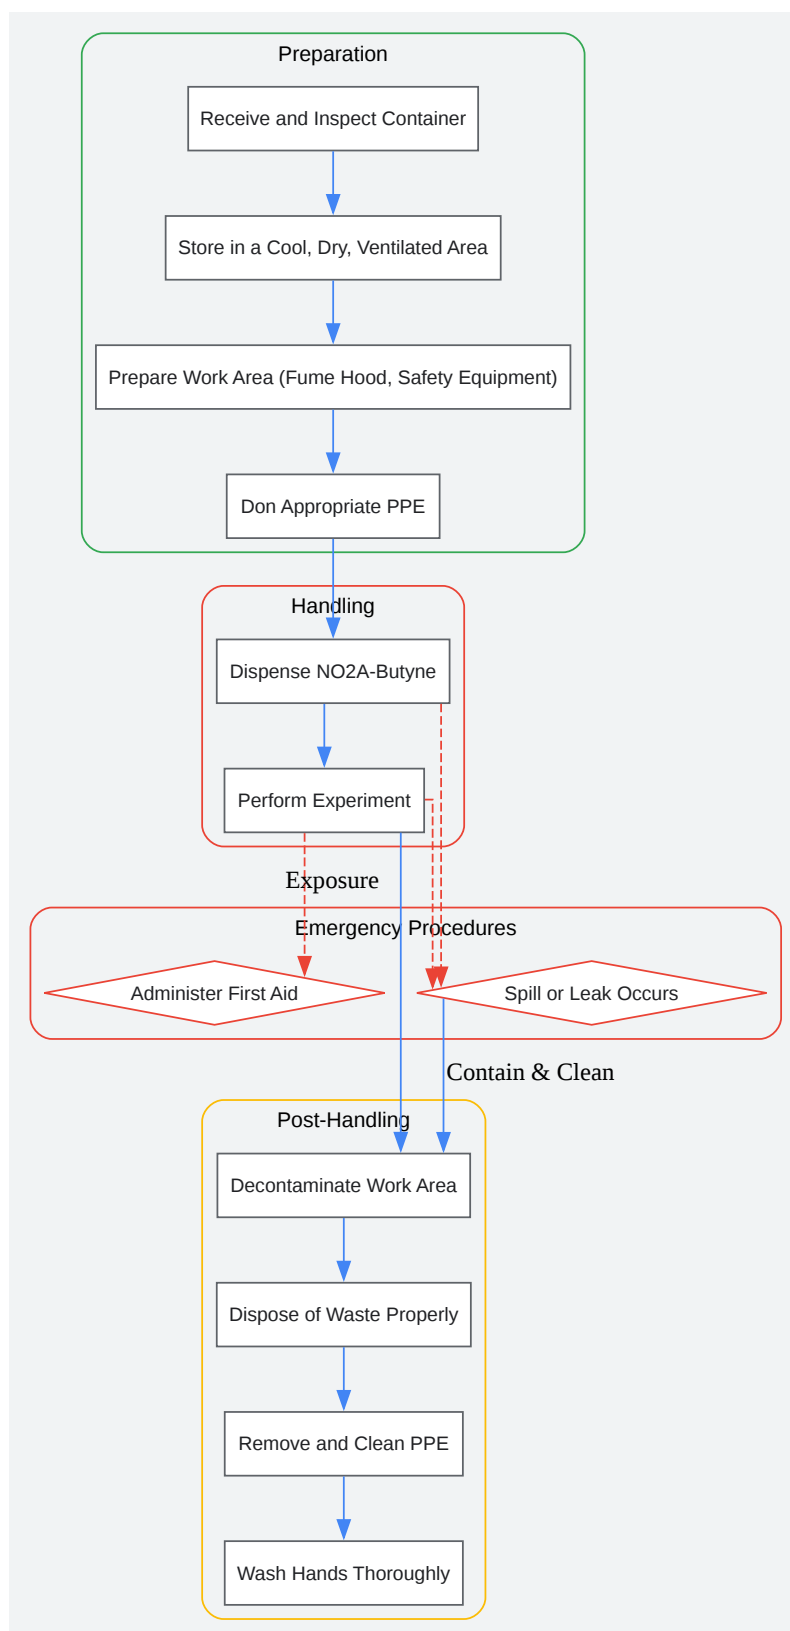 Preparation
Receive and Inspect Container
Store in a Cool, Dry, Ventilated Area
Prepare Work Area (Fume Hood, Safety Equipment)
Don Appropriate PPE
Handling
Dispense NO2A-Butyne
Perform Experiment
Exposure
Emergency Procedures
Administer First Aid
Spill or Leak Occurs
Contain & Clean
Post-Handling
Decontaminate Work Area
Dispose of Waste Properly
Remove and Clean PPE
Wash Hands Thoroughly